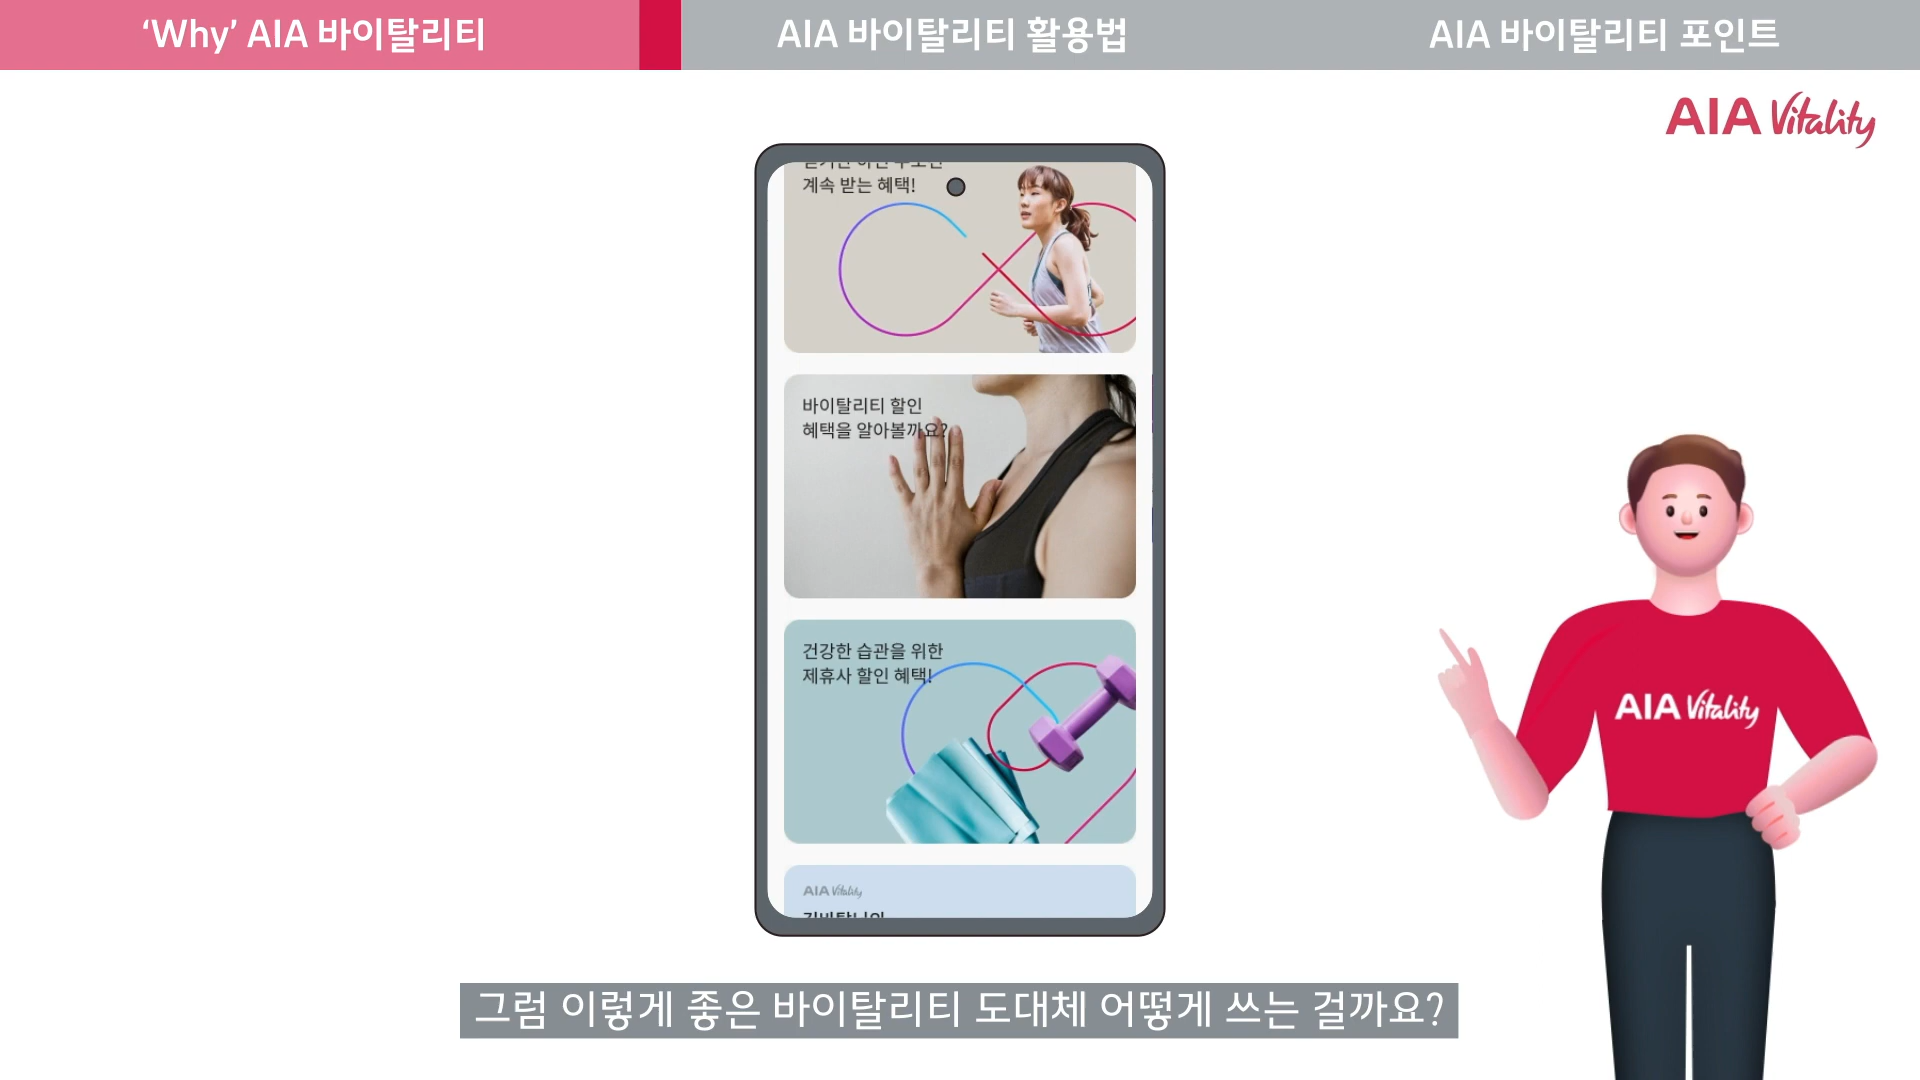 ‘Why’ AIA 바이탈리티
AIA 바이탈리티 활용법
AIA 바이탈리티 포인트
AIA Vitality
계속 받는 혜택!
바이탈리티 할인
혜택을 알아볼까요?
건강한 습관을 위한
제휴사 할인 혜택!
AIA Vitality
AIA Vitality
그럼 이렇게 좋은 바이탈리티 도대체 어떻게 쓰는 걸까요?